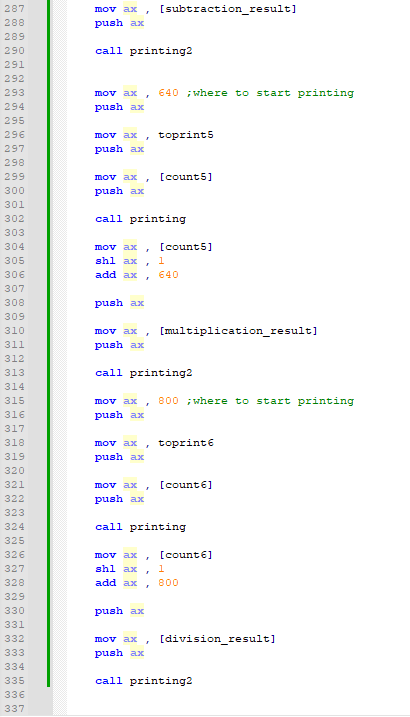 287 mov ax , [subtraction_result]
288 push ax
289
290 call printing2
291
292
293 mov ax , 640 ;where to start printing
294 push ax
295
296 mov ax , toprint5
297 push ax
298
299 mov ax , [count5]
300 push ax
301
302 call printing
303
304 mov ax , [count5]
305 shl ax , 1
306 add ax , 640
307
308 push ax
309
310 mov ax , [multiplication_result]
311 push ax
312
313 call printing2
314
315 mov ax , 800 ;where to start printing
316 push ax
317
318 mov ax , toprint6
319 push ax
320
321 mov ax , [count6]
322 push ax
323
324 call printing
325
326 mov ax , [count6]
327 shl ax , 1
328 add ax , 800
329
330 push ax
331
332 mov ax , [division_result]
333 push ax
334
335 call printing2
336
337